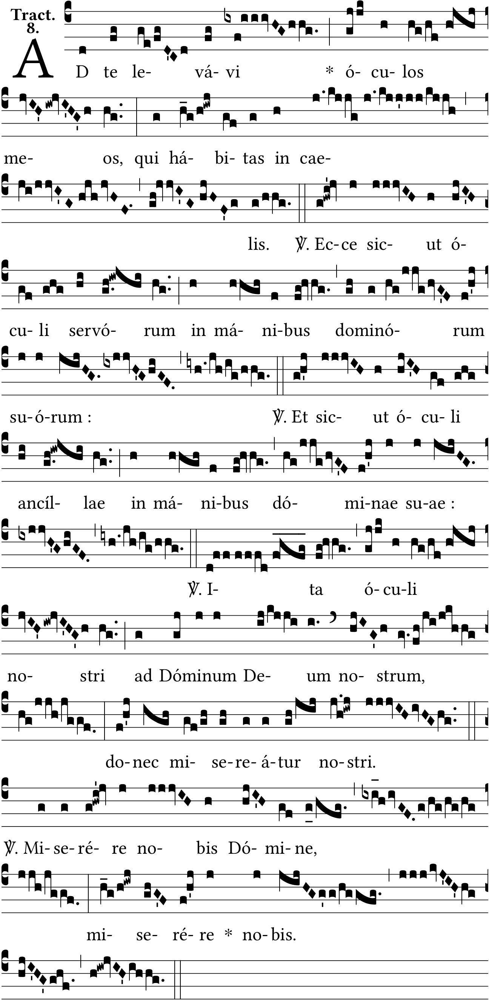 Tract.
8.
AD te le- vá- vi * ó- cu- los
me- os, qui há- bi- tas in cae-
lis. ℣. Ec- ce sic- ut ó-
cu- li servó- rum in má- ni- bus dominó- rum
su- ó- rum : ℣. Et sic- ut ó- cu- li
ancíl- lae in má- ni- bus dó- mi- nae su- ae :
℣. I- ta ó- cu- li
no- stri ad Dóminum De- um no- strum,
do- nec mi- se- re- á- tur no- stri.
℣. Mi- se- ré- re no- bis Dó- mi- ne,
mi- se- ré- re * no- bis.